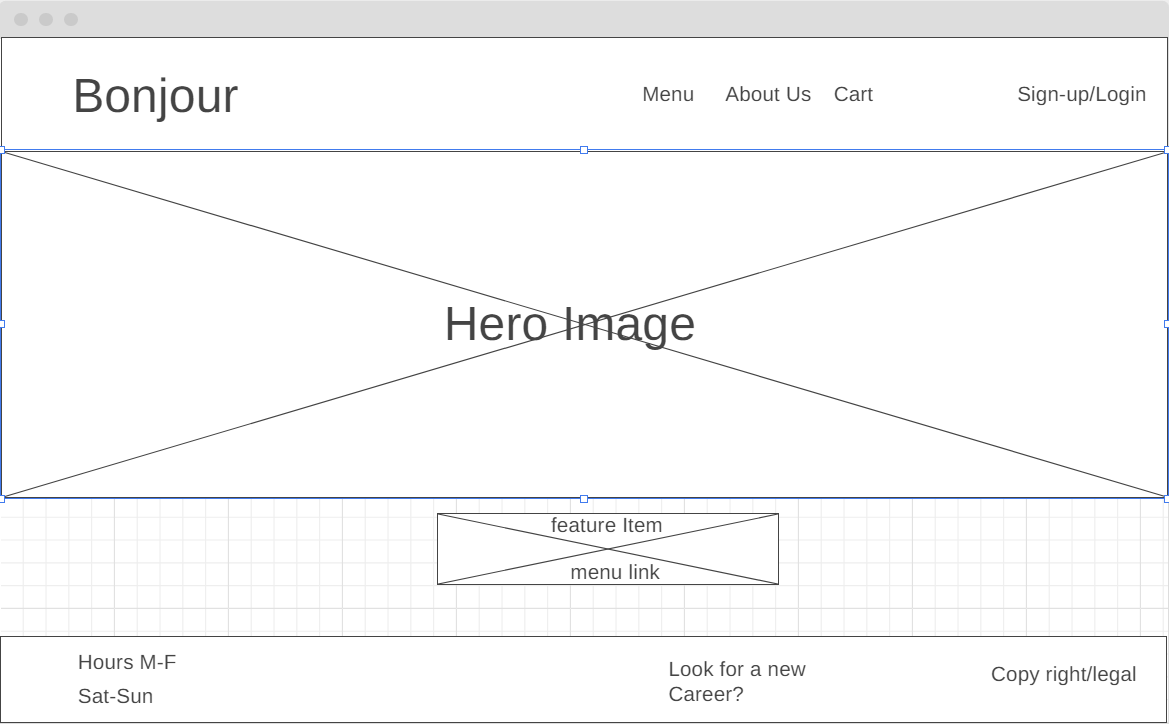 Bonjour
Menu About Us Cart Sign-up/Login
Hero Image
feature Item
menu link
Hours M-F
Sat-Sun
Look for a new
Career?
Copy right/legal